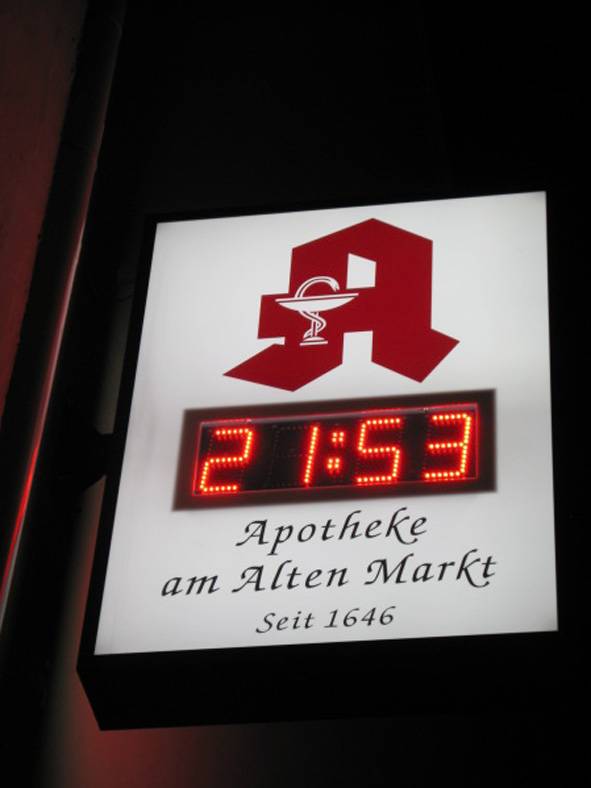 A
21:53
Apotheke
am Alten Markt
Seit 1646